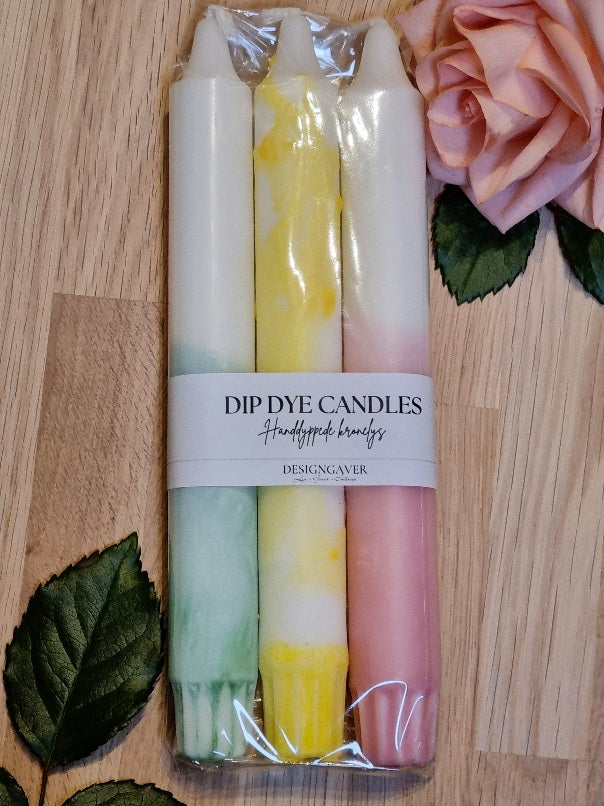 DIP DYE CANDLES
Handdyppede kronelys
DESIGNGAVER